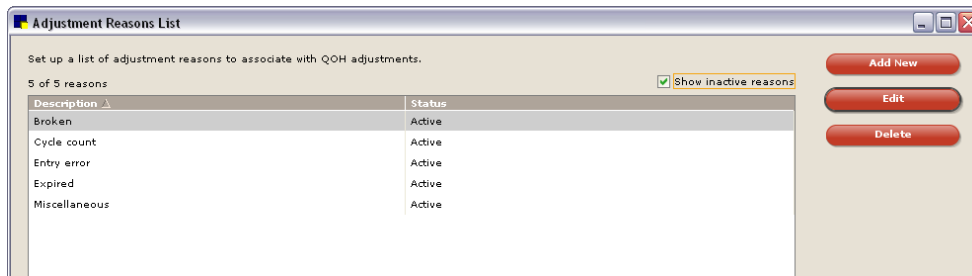 Adjustment Reasons List
Set up a list of adjustment reasons to associate with QOH adjustments.
Add New
5 of 5 reasons
Show inactive reasons
Description Status
Edit
Broken Active
Cycle count Active
Delete
Entry error Active
Expired Active
Miscellaneous Active